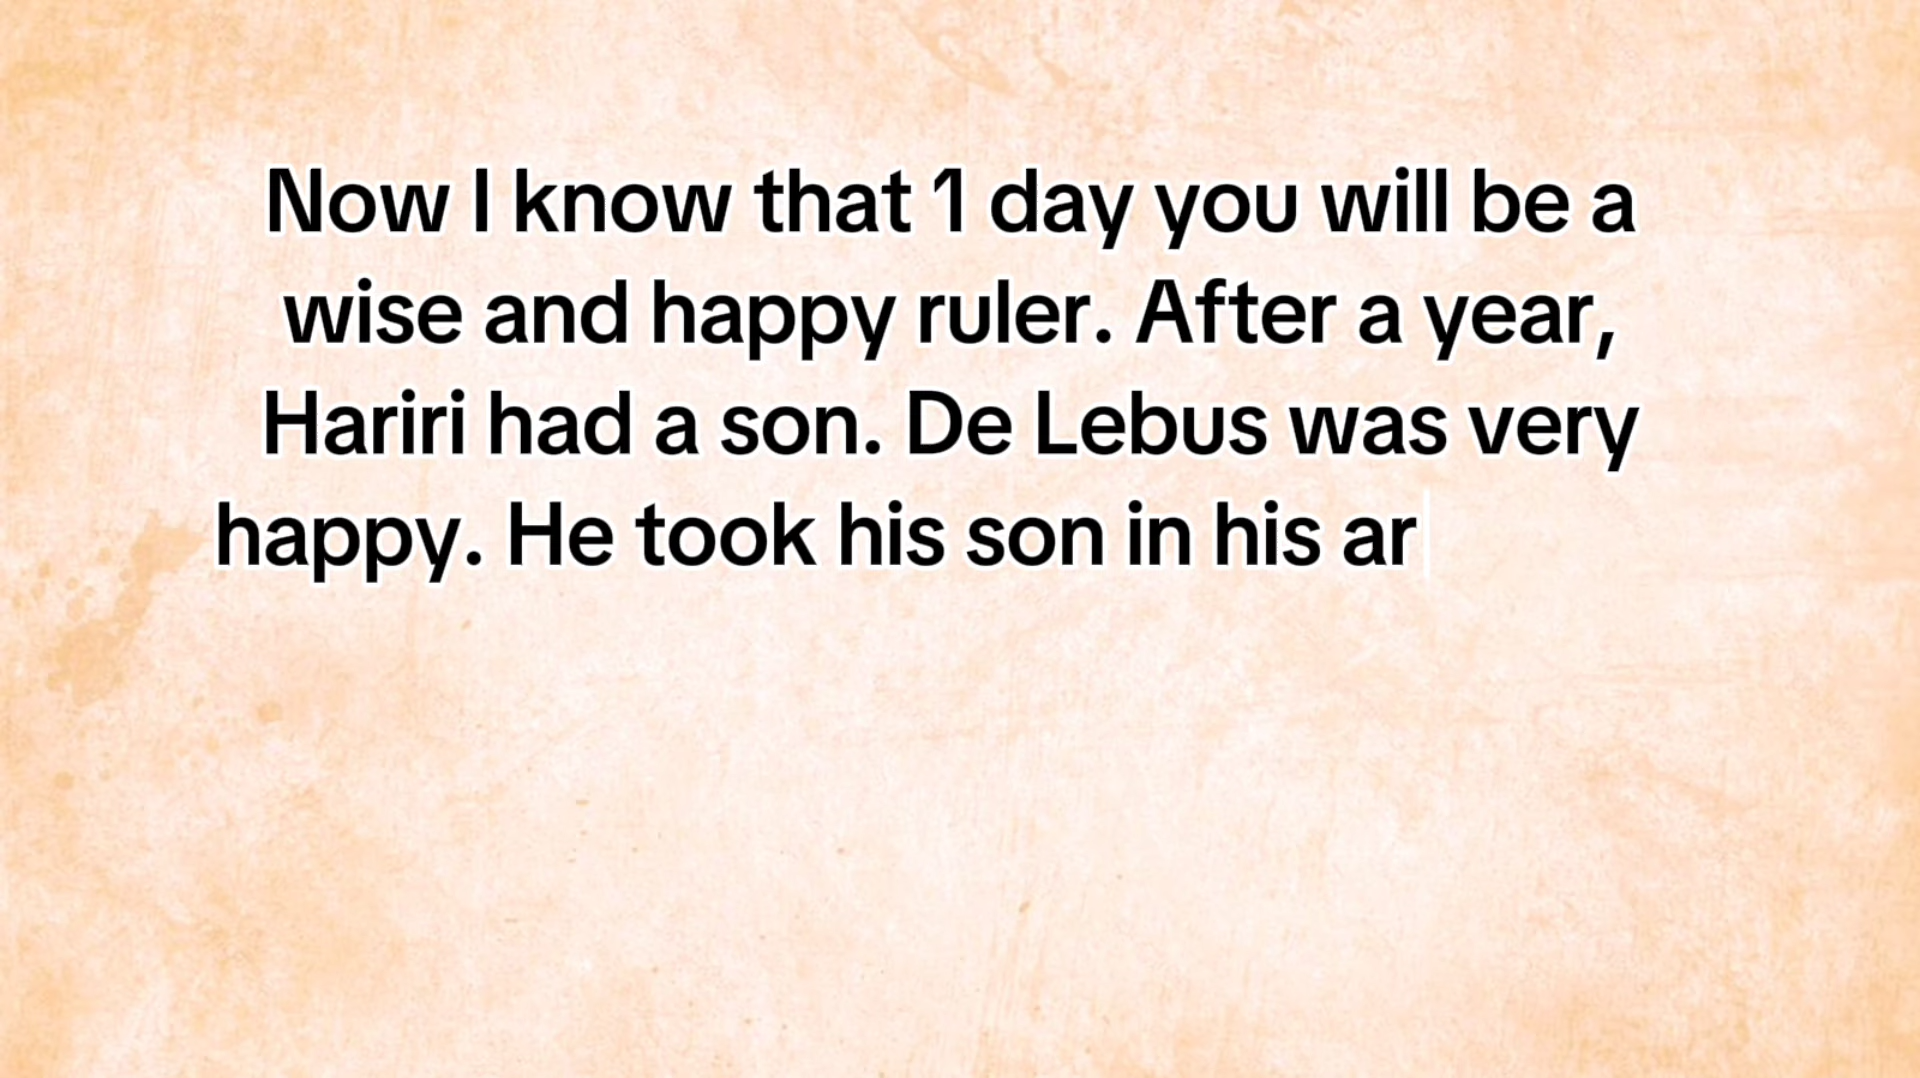 Now I know that 1 day you will be a
wise and happy ruler. After a year,
Hariri had a son. De Lebus was very
happy. He took his son in his ar